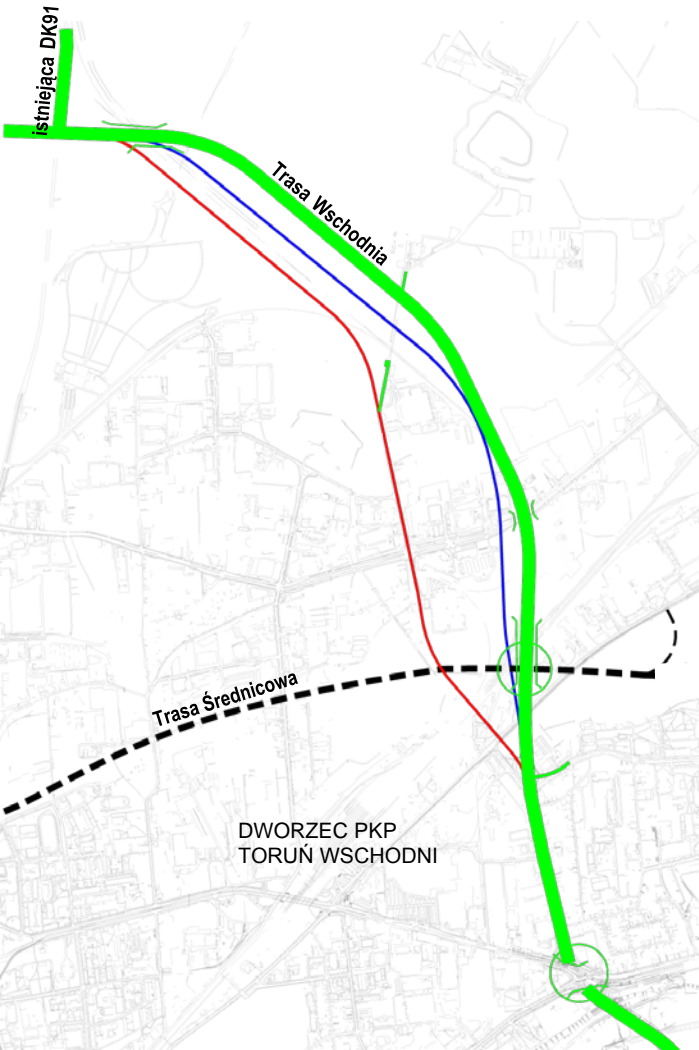 istniejąca DK91
Trasa Wschodnia
Trasa Średnicowa
DWORZEC PKP
TORUŃ WSCHODNI